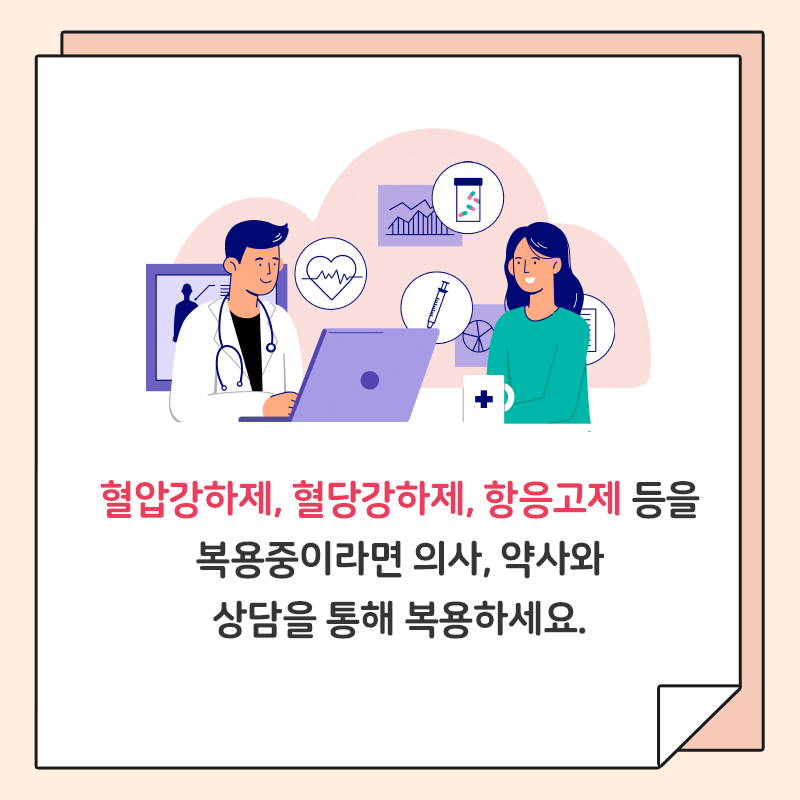 혈압강하제, 혈당강하제, 항응고제 등을
복용중이라면 의사, 약사와
상담을 통해 복용하세요.